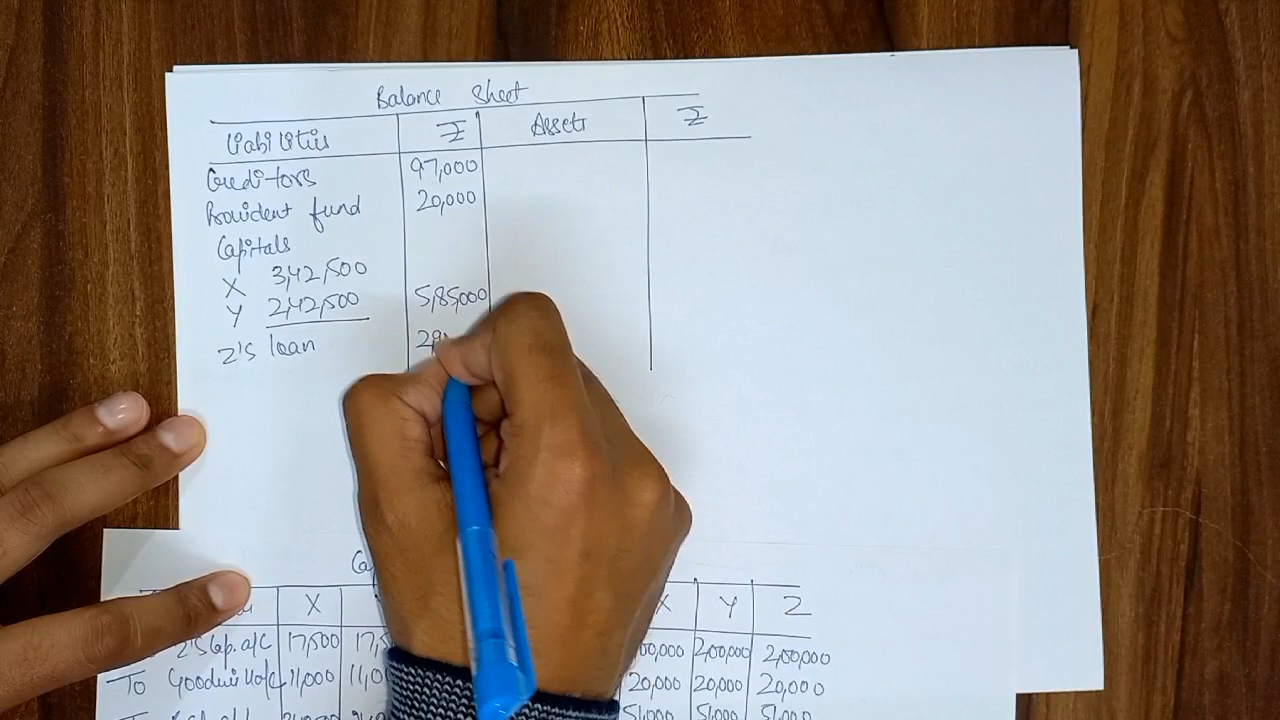 Balance Sheet
Liabilities ₹ Assets ₹
Creditors 97,000
Provident fund 20,000
Capitals
X 3,42,500
Y 2,42,500 5,85,000
Z's loan
X X Y Z
Z's Cap. a/c 17,500 2,00,000 2,00,000
To Goodwill a/c 11,000 20,000 20,000 20,000
51,000 51,000